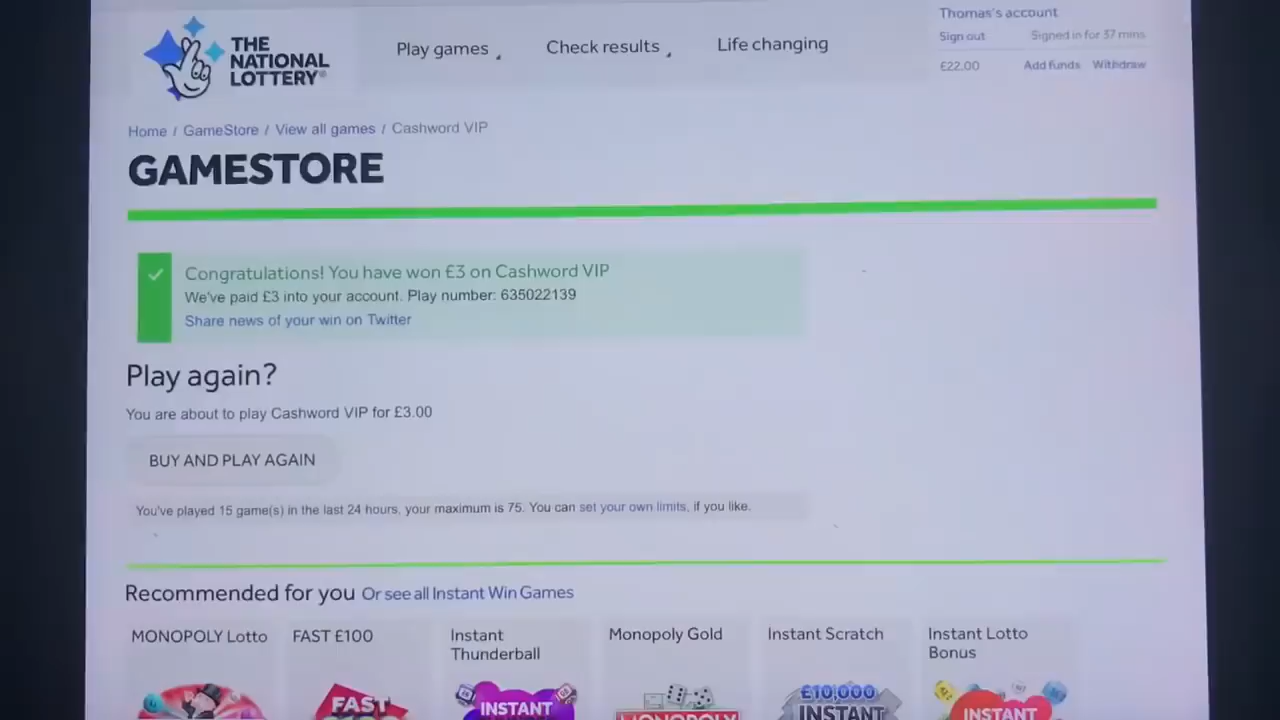 Thomas's account
THE
NATIONAL
LOTTERY®
Play games
Check results
Life changing
Sign out
Signed in for 37 mins
£22.00
Add funds
Withdraw
Home / GameStore / View all games / Cashword VIP
GAMESTORE
Congratulations! You have won £3 on Cashword VIP
We've paid £3 into your account. Play number: 635022139
Share news of your win on Twitter
Play again?
You are about to play Cashword VIP for £3.00
BUY AND PLAY AGAIN
You've played 15 game(s) in the last 24 hours, your maximum is 75. You can set your own limits, if you like.
Recommended for you Or see all Instant Win Games
MONOPOLY Lotto
FAST £100
Instant
Thunderball
Monopoly Gold
Instant Scratch
Instant Lotto
Bonus
FAST
INSTANT
MONOPOLY
£10,000
INSTANT
INSTANT